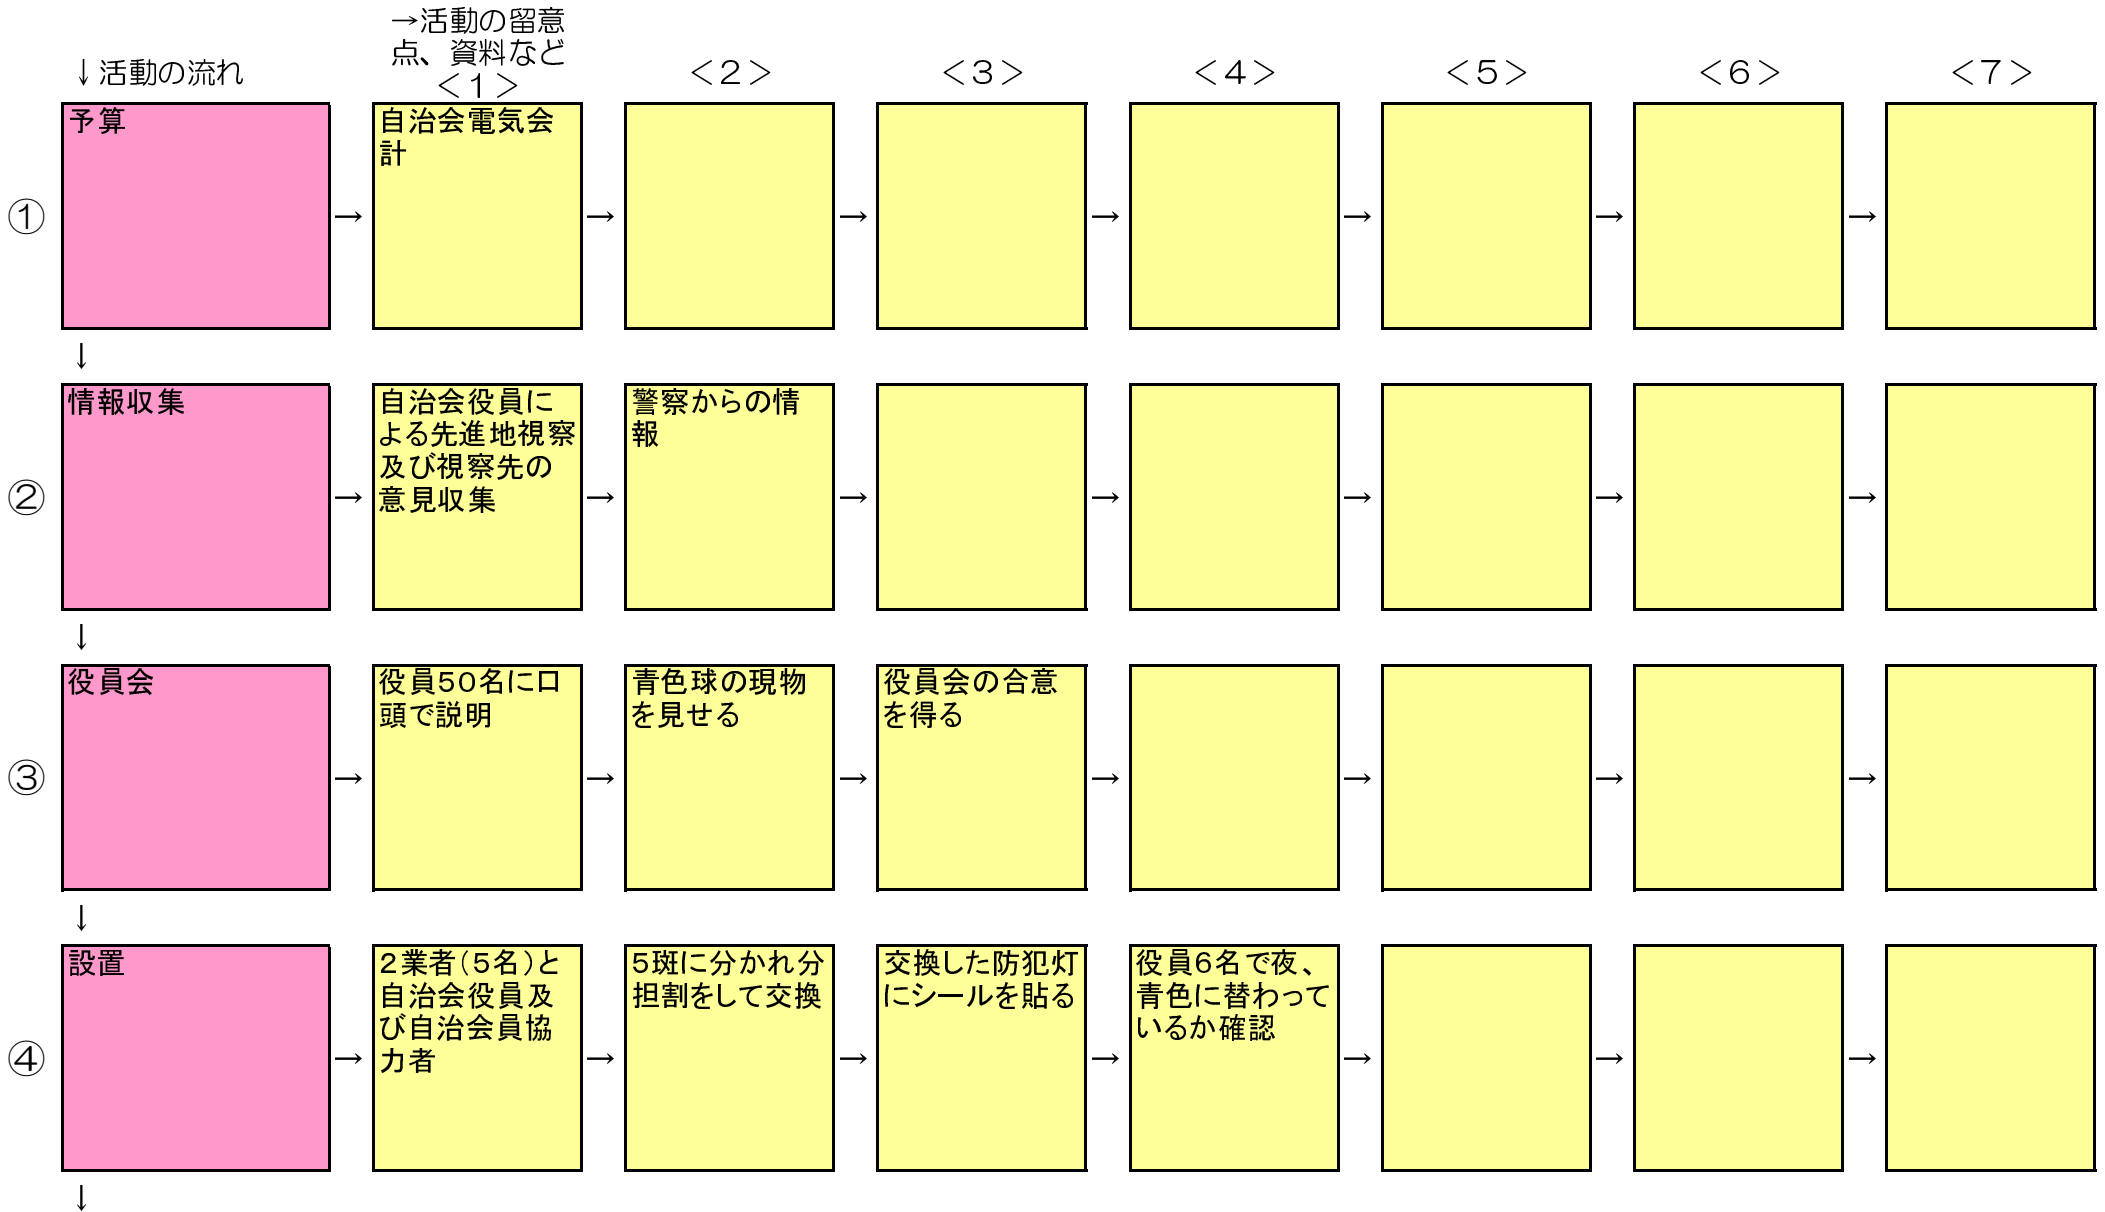 →活動の留意
点、資料など
↓活動の流れ
＜1＞
＜2＞
＜3＞
＜4＞
＜5＞
＜6＞
＜7＞
①
予算
→
自治会電気会
計
→
→
→
→
→
→
↓
②
情報収集
→
自治会役員に
よる先進地視察
及び視察先の
意見収集
→
警察からの情
報
→
→
→
→
→
↓
③
役員会
→
役員50名に口
頭で説明
→
青色球の現物
を見せる
→
役員会の合意
を得る
→
→
→
→
↓
④
設置
→
2業者（5名）と
自治会役員及
び自治会員協
力者
→
5班に分かれ分
担割をして交換
→
交換した防犯灯
にシールを貼る
→
役員6名で夜、
青色に替わって
いるか確認
→
→
→
↓